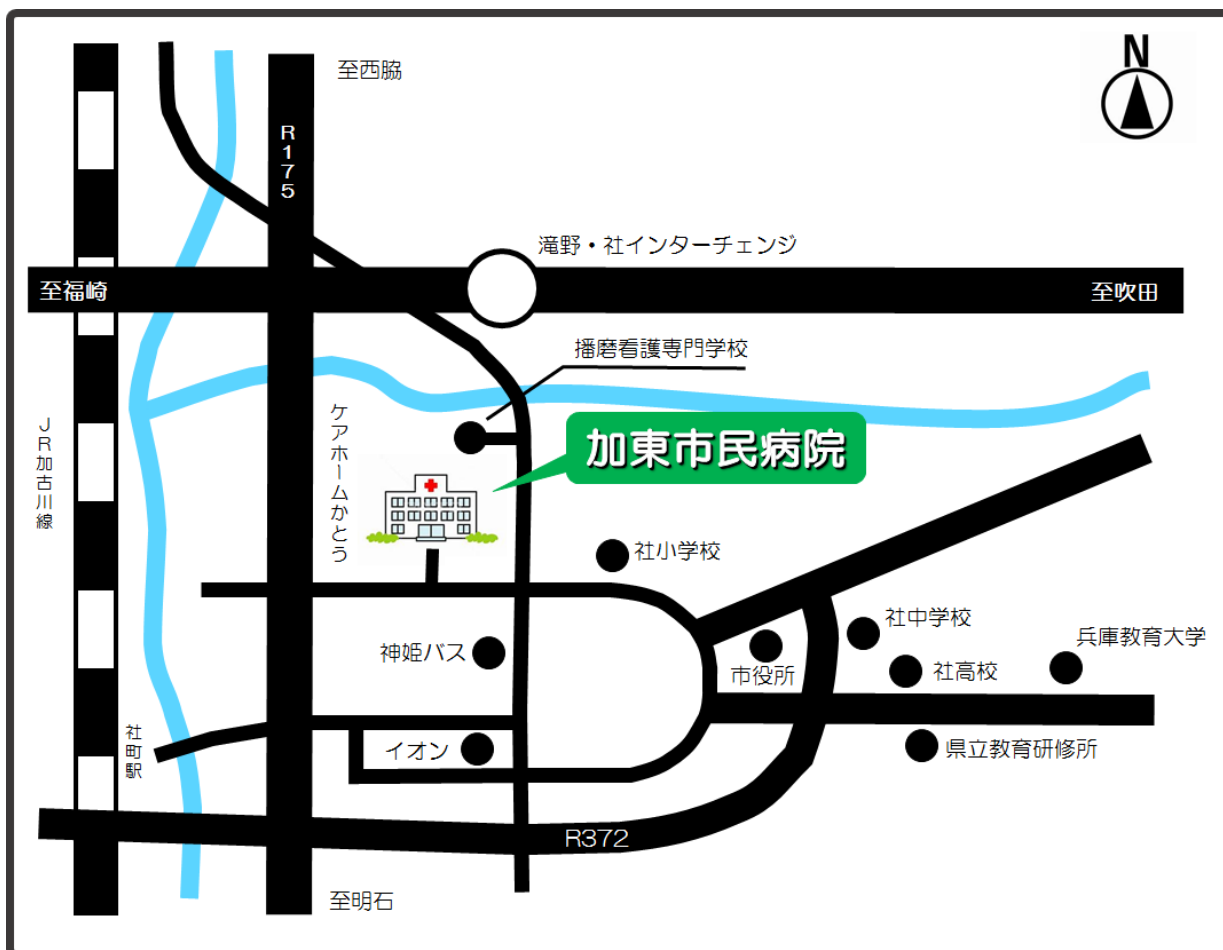 N
至西脇
R175
滝野・社インターチェンジ
至福崎
至吹田
播磨看護専門学校
ケアホームかとう
加東市民病院
JR加古川線
社小学校
社中学校
兵庫教育大学
神姫バス
市役所
社高校
社町駅
イオン
県立教育研修所
R372
至明石